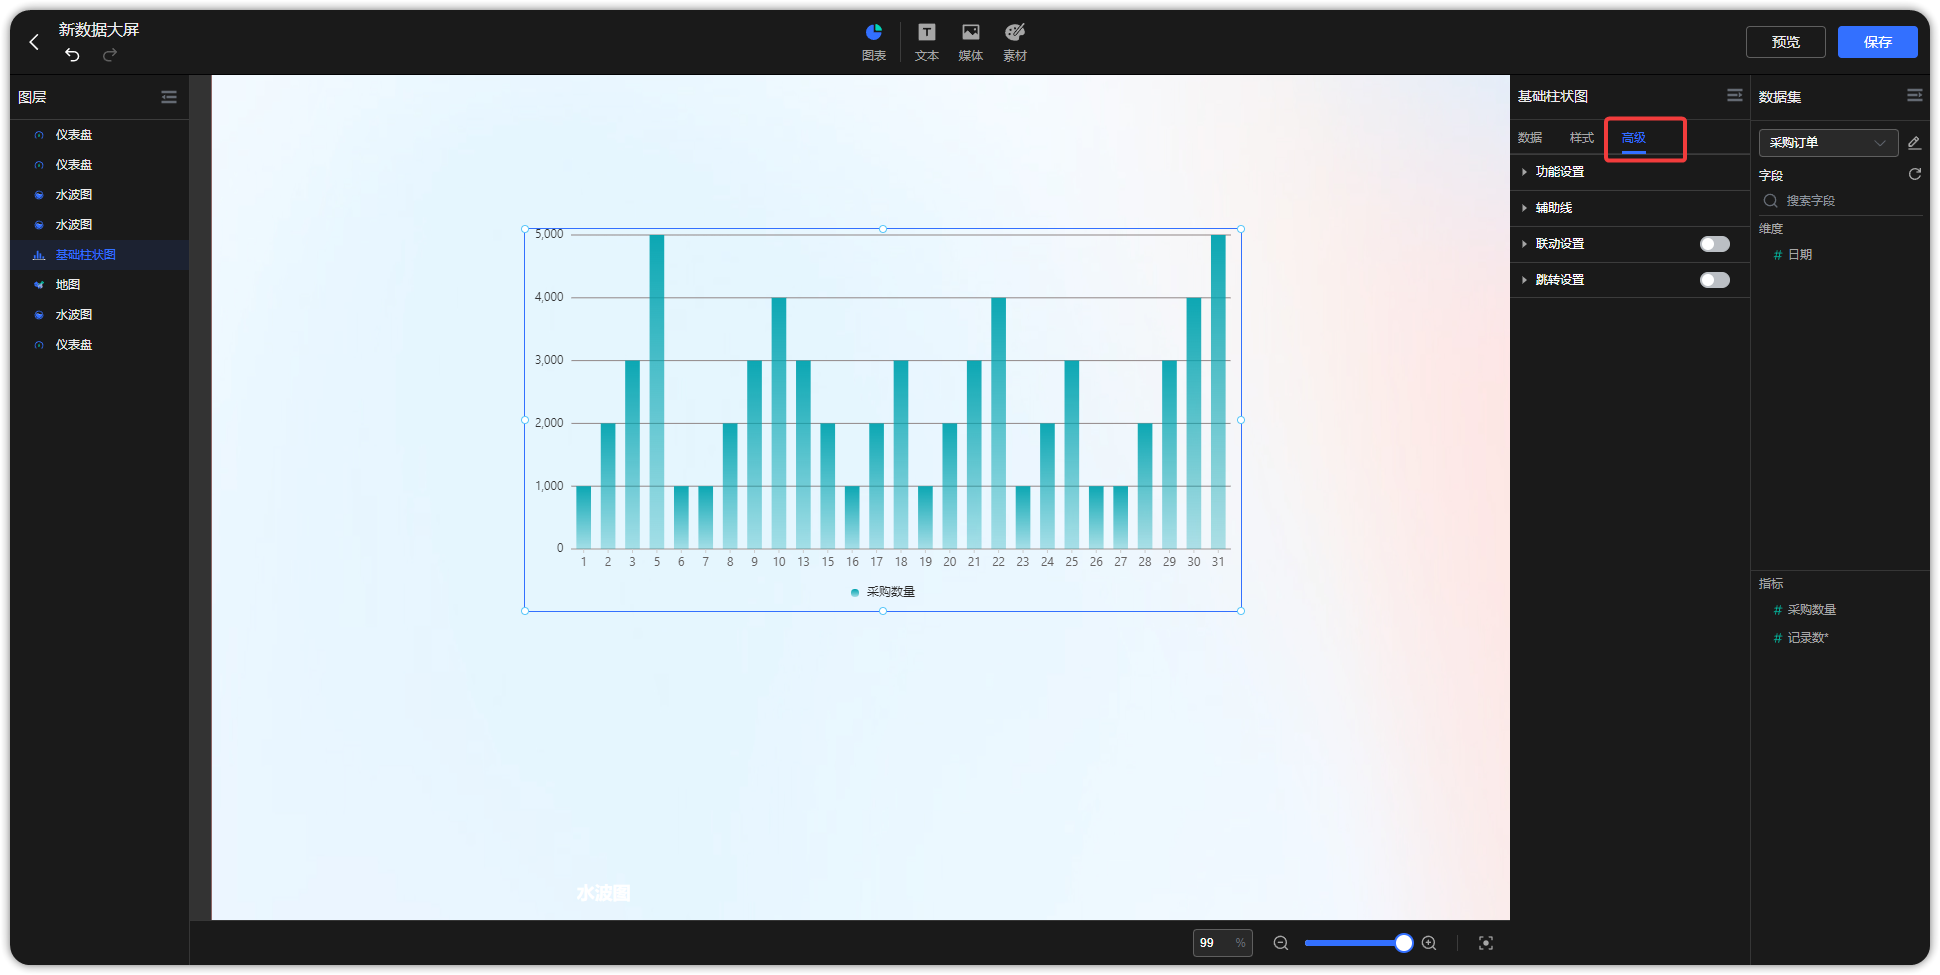 新数据大屏
图表
文本
媒体
素材
预览
保存
图层
仪表盘
仪表盘
水波图
水波图
基础柱状图
地图
水波图
仪表盘
5,000
4,000
3,000
2,000
1,000
0
1 2 3 5 6 7 8 9 10 13 15 16 17 18 19 20 21 22 23 24 25 26 27 28 29 30 31
采购数量
水波图
99 %
基础柱状图
数据 样式 高级
功能设置
辅助线
联动设置
跳转设置
数据集
采购订单
字段
搜索字段
维度
# 日期
指标
# 采购数量
# 记录数*